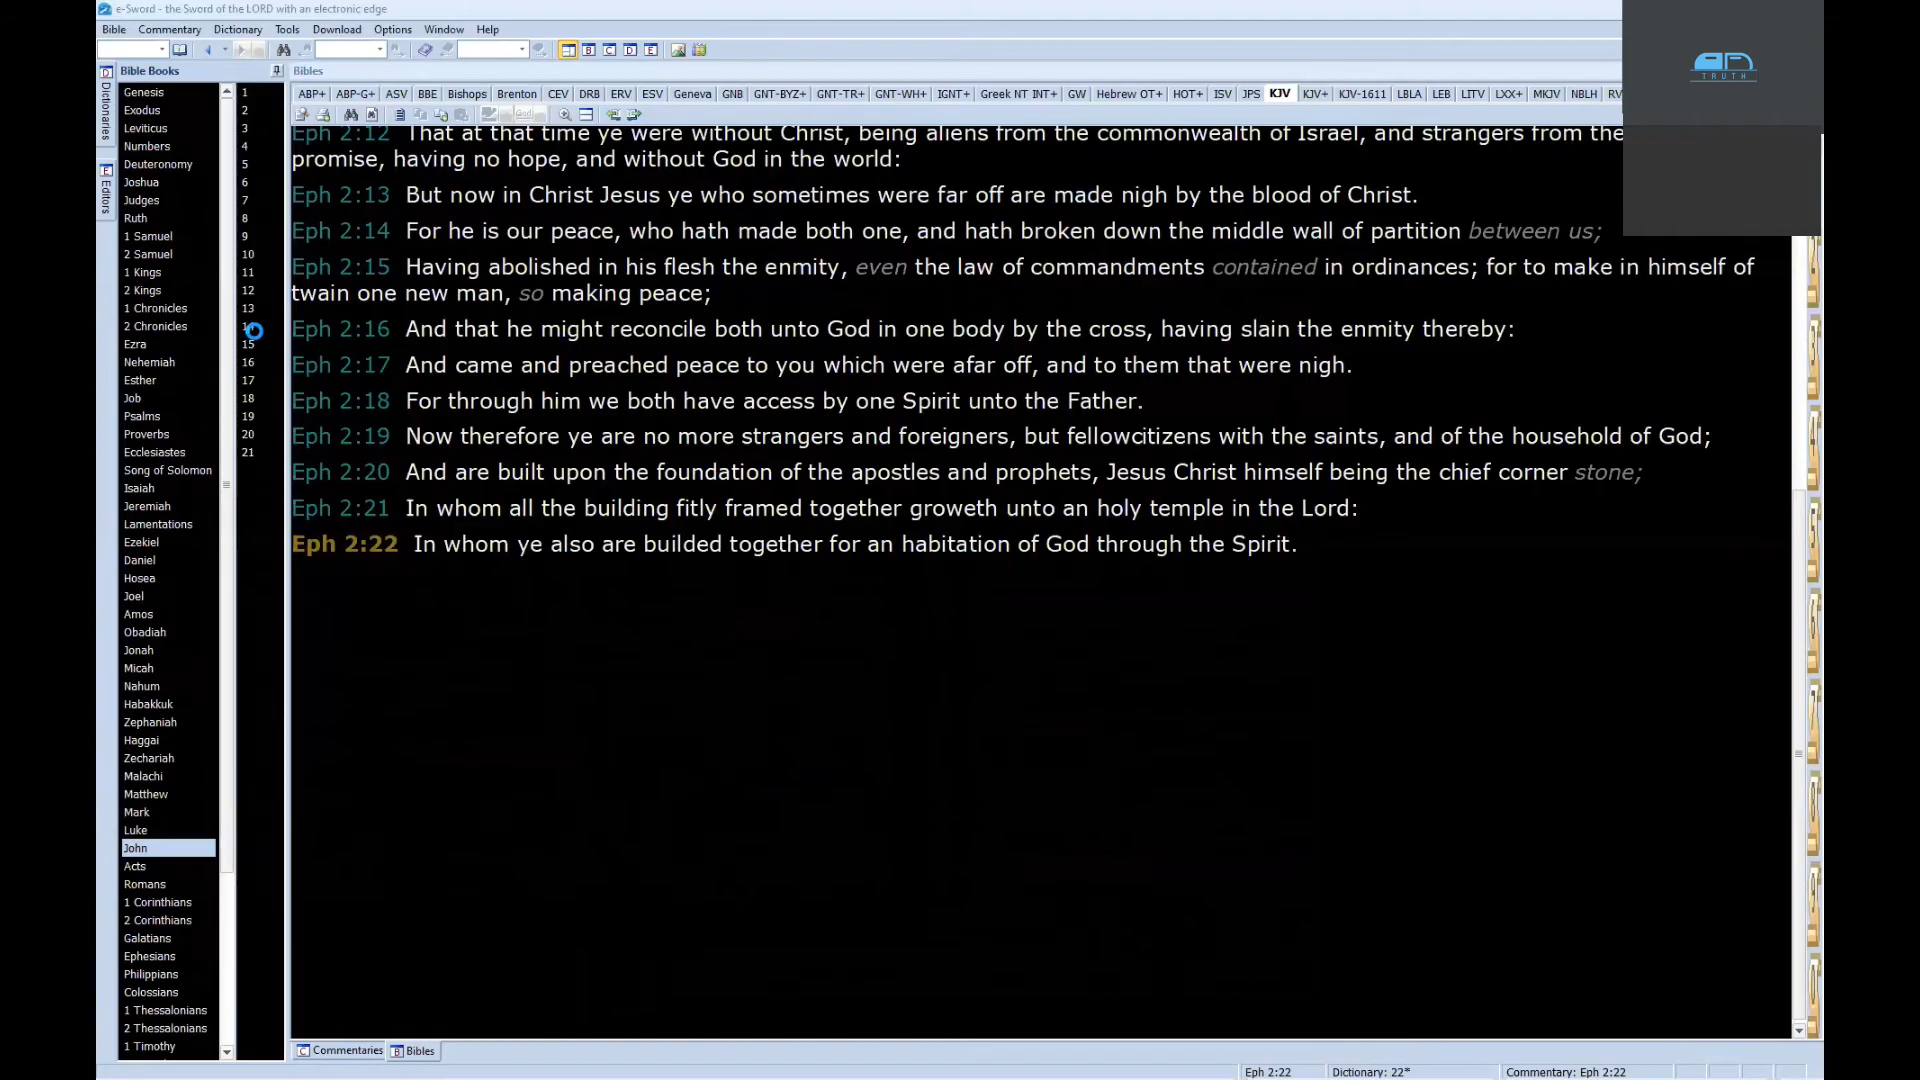 e-Sword - the Sword of the LORD with an electronic edge
Bible Commentary Dictionary Tools Download Options Window Help
Bible Books
Bibles
TRUTH
Dictionaries
Editors
Genesis 1
Exodus 2
Leviticus 3
Numbers 4
Deuteronomy 5
Joshua 6
Judges 7
Ruth 8
1 Samuel 9
2 Samuel 10
1 Kings 11
2 Kings 12
1 Chronicles 13
2 Chronicles
Ezra 15
Nehemiah 16
Esther 17
Job 18
Psalms 19
Proverbs 20
Ecclesiastes 21
Song of Solomon
Isaiah
Jeremiah
Lamentations
Ezekiel
Daniel
Hosea
Joel
Amos
Obadiah
Jonah
Micah
Nahum
Habakkuk
Zephaniah
Haggai
Zechariah
Malachi
Matthew
Mark
Luke
John
Acts
Romans
1 Corinthians
2 Corinthians
Galatians
Ephesians
Philippians
Colossians
1 Thessalonians
2 Thessalonians
1 Timothy
ABP+ ABP-G+ ASV BBE Bishops Brenton CEV DRB ERV ESV Geneva GNB GNT-BYZ+ GNT-TR+ GNT-WH+ IGNT+ Greek NT INT+ GW Hebrew OT+ HOT+ ISV JPS KJV KJV+ KJV-1611 LBLA LEB LITV LXX+ MKJV NBLH RV
Eph 2:12 That at that time ye were without Christ, being aliens from the commonwealth of Israel, and strangers from the
promise, having no hope, and without God in the world:
Eph 2:13 But now in Christ Jesus ye who sometimes were far off are made nigh by the blood of Christ.
Eph 2:14 For he is our peace, who hath made both one, and hath broken down the middle wall of partition between us;
Eph 2:15 Having abolished in his flesh the enmity, even the law of commandments contained in ordinances; for to make in himself of
twain one new man, so making peace;
Eph 2:16 And that he might reconcile both unto God in one body by the cross, having slain the enmity thereby:
Eph 2:17 And came and preached peace to you which were afar off, and to them that were nigh.
Eph 2:18 For through him we both have access by one Spirit unto the Father.
Eph 2:19 Now therefore ye are no more strangers and foreigners, but fellowcitizens with the saints, and of the household of God;
Eph 2:20 And are built upon the foundation of the apostles and prophets, Jesus Christ himself being the chief corner stone;
Eph 2:21 In whom all the building fitly framed together groweth unto an holy temple in the Lord:
Eph 2:22 In whom ye also are builded together for an habitation of God through the Spirit.
Commentaries Bibles
Eph 2:22 Dictionary: 22* Commentary: Eph 2:22